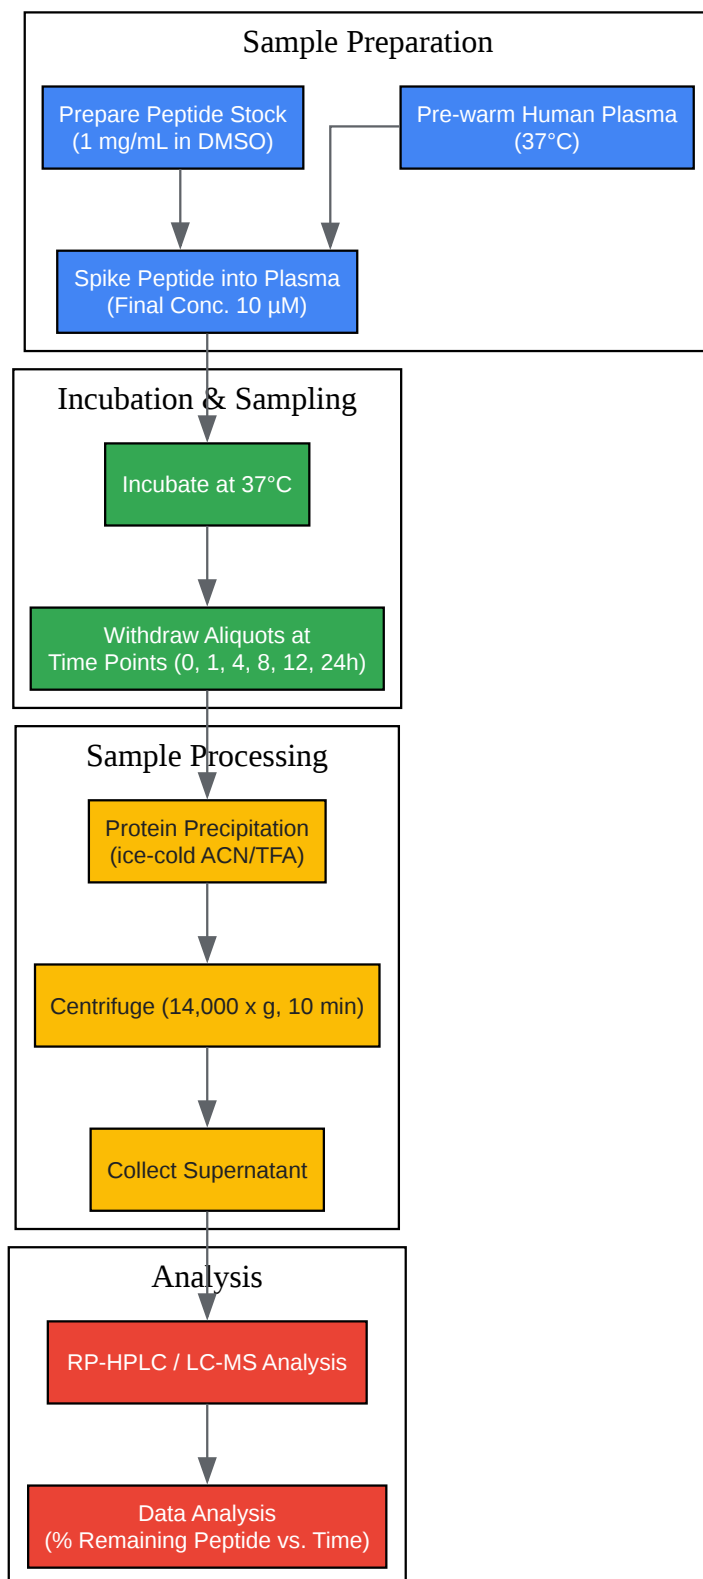 Sample Preparation
Prepare Peptide Stock
(1 mg/mL in DMSO)
Pre-warm Human Plasma
(37°C)
Spike Peptide into Plasma
(Final Conc. 10 µM)
Incubation & Sampling
Incubate at 37°C
Withdraw Aliquots at
Time Points (0, 1, 4, 8, 12, 24h)
Sample Processing
Protein Precipitation
(ice-cold ACN/TFA)
Centrifuge (14,000 x g, 10 min)
Collect Supernatant
Analysis
RP-HPLC / LC-MS Analysis
Data Analysis
(% Remaining Peptide vs. Time)